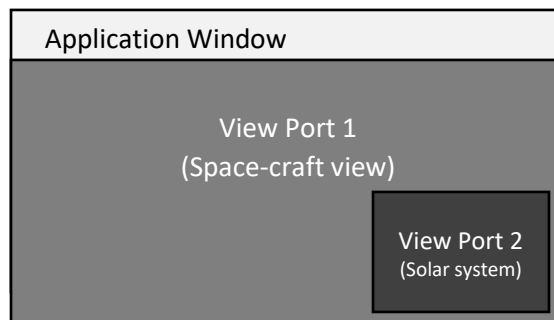 Application Window
View Port 1
(Space-craft view)
View Port 2
(Solar system)